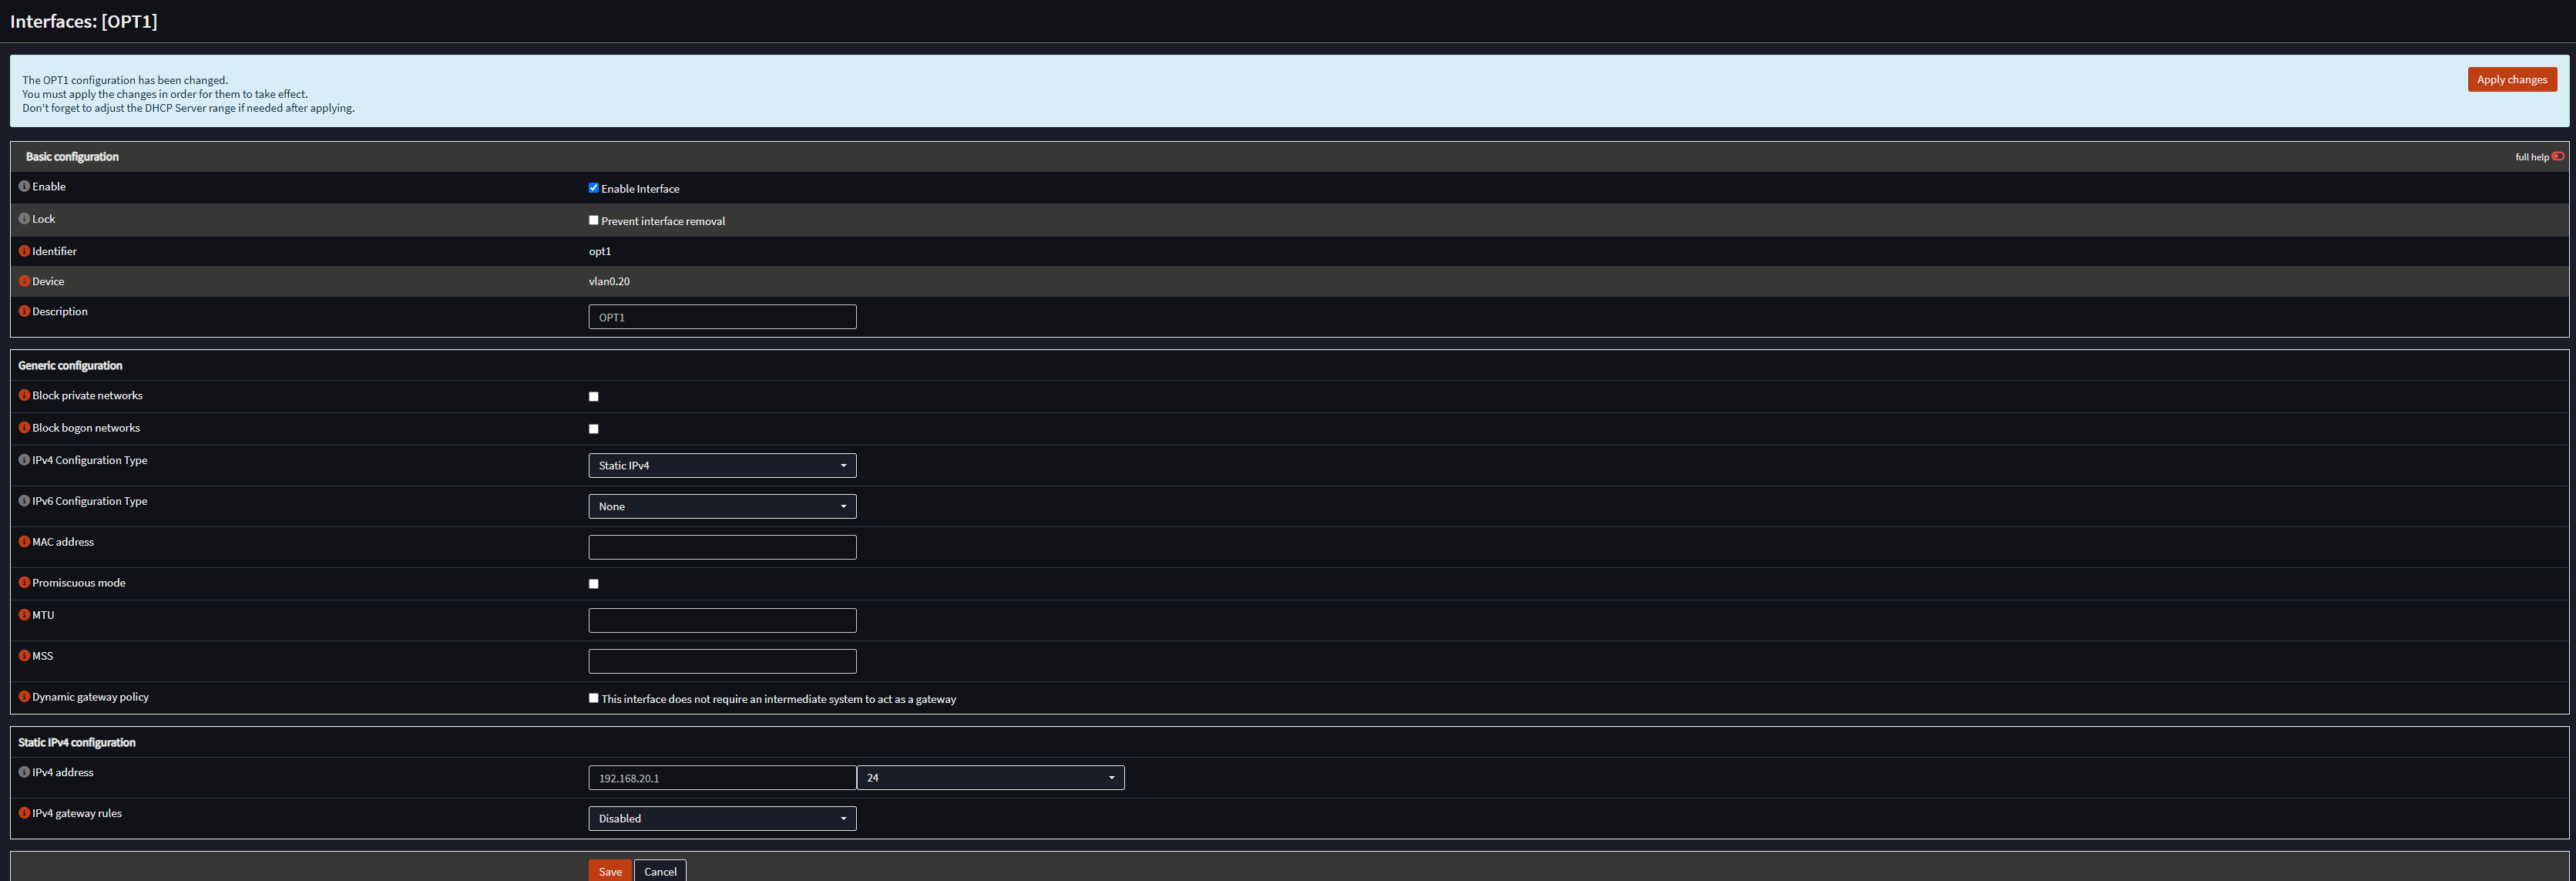 Interfaces: [OPT1]
The OPT1 configuration has been changed.
You must apply the changes in order for them to take effect.
Don't forget to adjust the DHCP Server range if needed after applying.
Apply changes
Basic configuration
full help
Enable
Enable Interface
Lock
Prevent interface removal
Identifier
opt1
Device
vlan0.20
Description
OPT1
Generic configuration
Block private networks
Block bogon networks
IPv4 Configuration Type
Static IPv4
IPv6 Configuration Type
None
MAC address
Promiscuous mode
MTU
MSS
Dynamic gateway policy
This interface does not require an intermediate system to act as a gateway
Static IPv4 configuration
IPv4 address
192.168.20.1
24
IPv4 gateway rules
Disabled
Save
Cancel